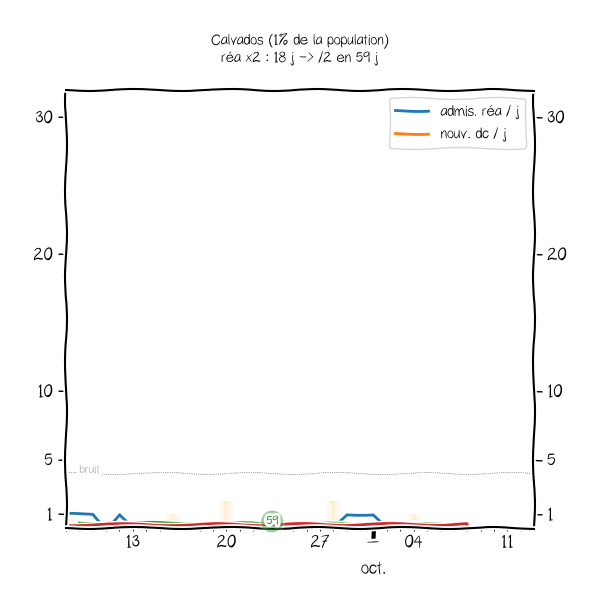 Calvados (1% de la population)
réa x2 : 18 j -> /2 en 59 j
admis. réa / j
nouv. dc / j
30
30
20
20
10
10
5
5
bruit
1
1
59
13
20
27
1
04
11
oct.